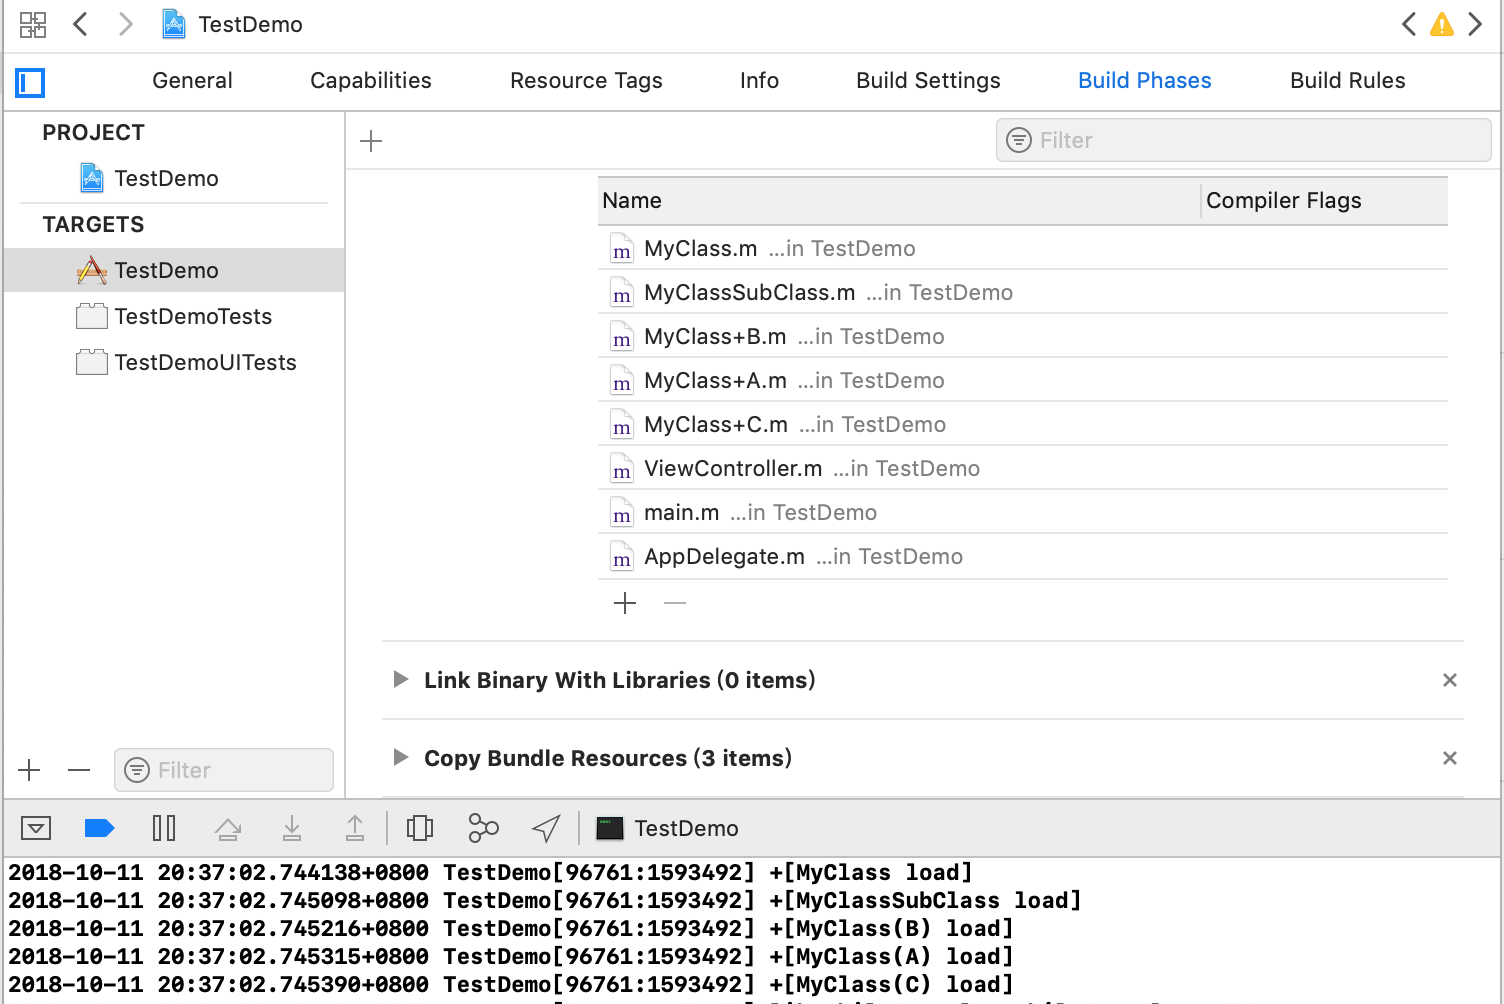 TestDemo
General Capabilities Resource Tags Info Build Settings Build Phases Build Rules
PROJECT
TestDemo
TARGETS
TestDemo
TestDemoTests
TestDemoUITests
Filter
Filter
Name Compiler Flags
m MyClass.m ...in TestDemo
m MyClassSubClass.m ...in TestDemo
m MyClass+B.m ...in TestDemo
m MyClass+A.m ...in TestDemo
m MyClass+C.m ...in TestDemo
m ViewController.m ...in TestDemo
m main.m ...in TestDemo
m AppDelegate.m ...in TestDemo
Link Binary With Libraries (0 items)
Copy Bundle Resources (3 items)
TestDemo
2018-10-11 20:37:02.744138+0800 TestDemo[96761:1593492] +[MyClass load]
2018-10-11 20:37:02.745098+0800 TestDemo[96761:1593492] +[MyClassSubClass load]
2018-10-11 20:37:02.745216+0800 TestDemo[96761:1593492] +[MyClass(B) load]
2018-10-11 20:37:02.745315+0800 TestDemo[96761:1593492] +[MyClass(A) load]
2018-10-11 20:37:02.745390+0800 TestDemo[96761:1593492] +[MyClass(C) load]